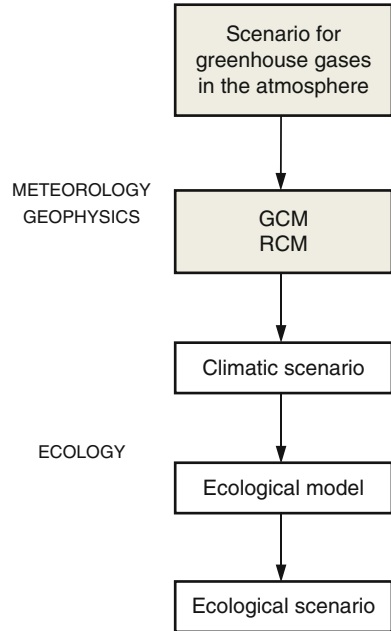 Scenario for
greenhouse gases
in the atmosphere
METEOROLOGY
GEOPHYSICS
GCM
RCM
Climatic scenario
ECOLOGY
Ecological model
Ecological scenario